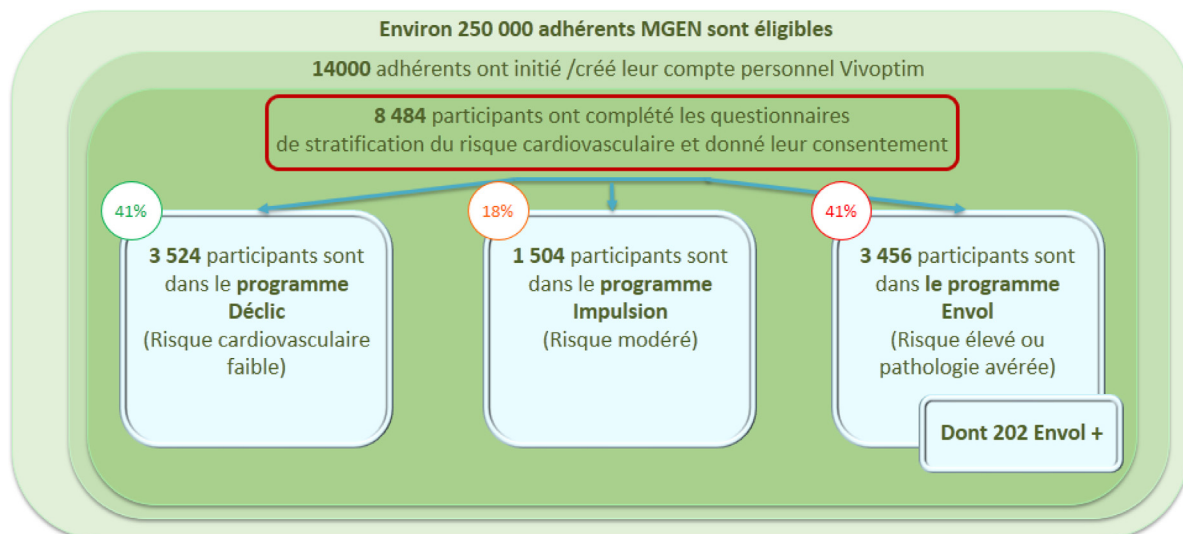 Environ 250 000 adhérents MGEN sont éligibles
14000 adhérents ont initié /créé leur compte personnel Vivoptim
8 484 participants ont complété les questionnaires
de stratification du risque cardiovasculaire et donné leur consentement
41%
3 524 participants sont
dans le programme
Déclic
(Risque cardiovasculaire
faible)
18%
1 504 participants sont
dans le programme
Impulsion
(Risque modéré)
41%
3 456 participants sont
dans le programme
Envol
(Risque élevé ou
pathologie avérée)
Dont 202 Envol +